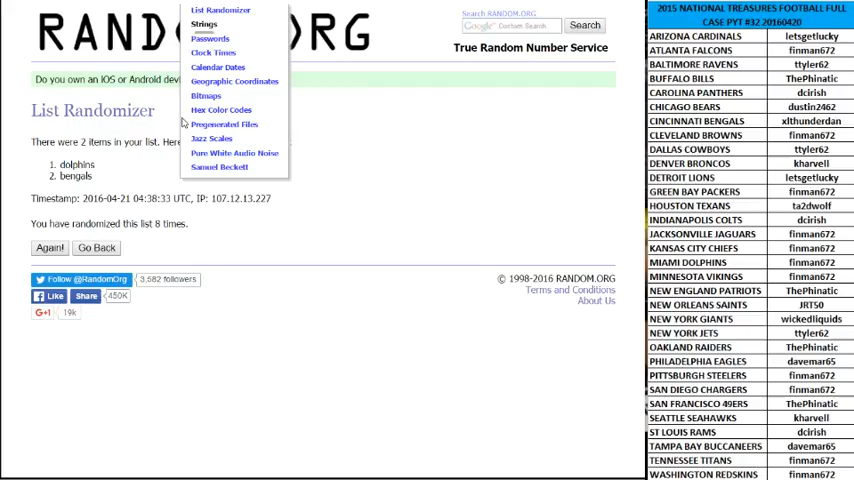 RAND
ORG
List Randomizer
Strings
Passwords
Clock Times
Calendar Dates
Geographic Coordinates
Bitmaps
Hex Color Codes
Pregenerated Files
Jazz Scales
Pure White Audio Noise
Samuel Beckett
Search RANDOM.ORG
Google™ Custom Search
Search
True Random Number Service
Do you own an iOS or Android devi
List Randomizer
There were 2 items in your list. Here
1. dolphins
2. bengals
Timestamp: 2016-04-21 04:38:33 UTC, IP: 107.12.13.227
You have randomized this list 8 times.
Again! Go Back
Follow @RandomOrg 3,682 followers
Like Share 450K
G+1 19k
© 1998-2016 RANDOM.ORG
Terms and Conditions
About Us
2015 NATIONAL TREASURES FOOTBALL FULL
CASE PYT #32 20160420
ARIZONA CARDINALS letsgetlucky
ATLANTA FALCONS finman672
BALTIMORE RAVENS ttyler62
BUFFALO BILLS ThePhinatic
CAROLINA PANTHERS dcirish
CHICAGO BEARS dustin2462
CINCINNATI BENGALS xlthunderdan
CLEVELAND BROWNS finman672
DALLAS COWBOYS ttyler62
DENVER BRONCOS kharvell
DETROIT LIONS letsgetlucky
GREEN BAY PACKERS finman672
HOUSTON TEXANS ta2dwolf
INDIANAPOLIS COLTS dcirish
JACKSONVILLE JAGUARS finman672
KANSAS CITY CHIEFS finman672
MIAMI DOLPHINS finman672
MINNESOTA VIKINGS finman672
NEW ENGLAND PATRIOTS ThePhinatic
NEW ORLEANS SAINTS JRT50
NEW YORK GIANTS wickedliquids
NEW YORK JETS ttyler62
OAKLAND RAIDERS ThePhinatic
PHILADELPHIA EAGLES davemar65
PITTSBURGH STEELERS finman672
SAN DIEGO CHARGERS finman672
SAN FRANCISCO 49ERS ThePhinatic
SEATTLE SEAHAWKS kharvell
ST LOUIS RAMS dcirish
TAMPA BAY BUCCANEERS davemar65
TENNESSEE TITANS finman672
WASHINGTON REDSKINS finman672